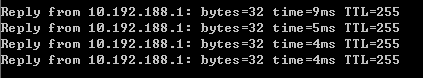 Reply from 10.192.188.1: bytes=32 time=9ms TTL=255
Reply from 10.192.188.1: bytes=32 time=5ms TTL=255
Reply from 10.192.188.1: bytes=32 time=4ms TTL=255
Reply from 10.192.188.1: bytes=32 time=4ms TTL=255